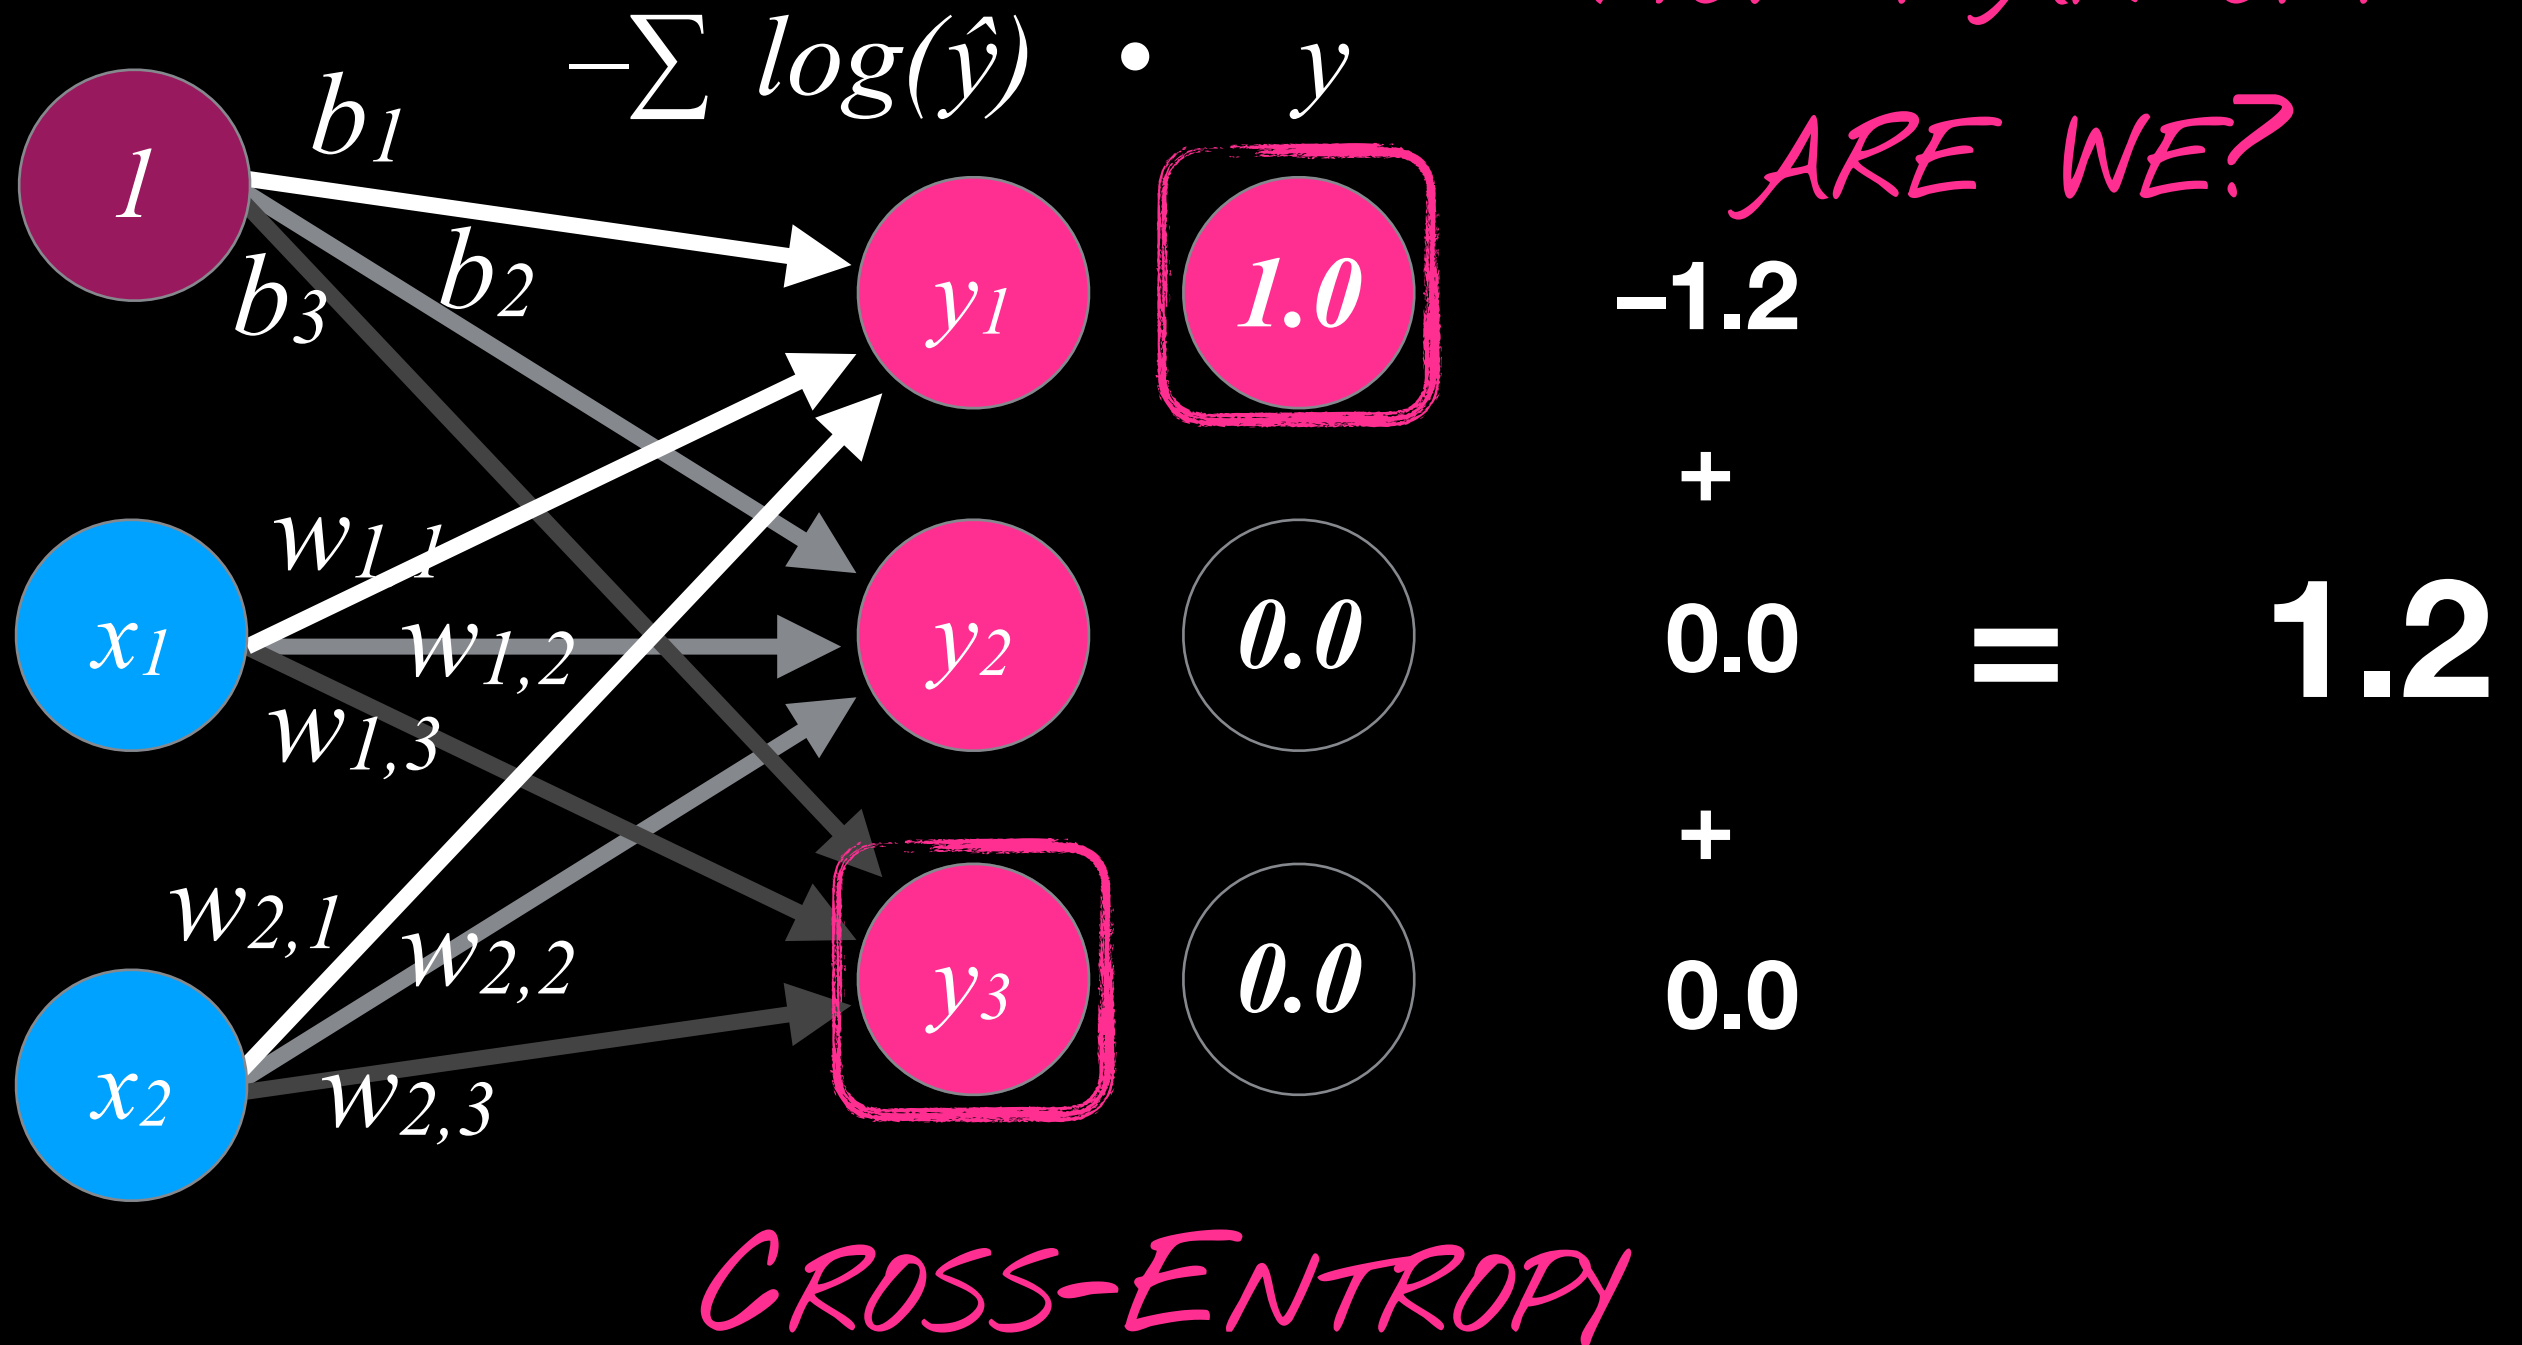 −∑ log(ŷ) • y
ARE WE?
1
b1
b2
b3
y1
1.0
−1.2
+
x1
w1,1
w1,2
w1,3
y2
0.0
0.0
=
1.2
+
x2
w2,1
w2,2
w2,3
y3
0.0
0.0
CROSS-ENTROPY